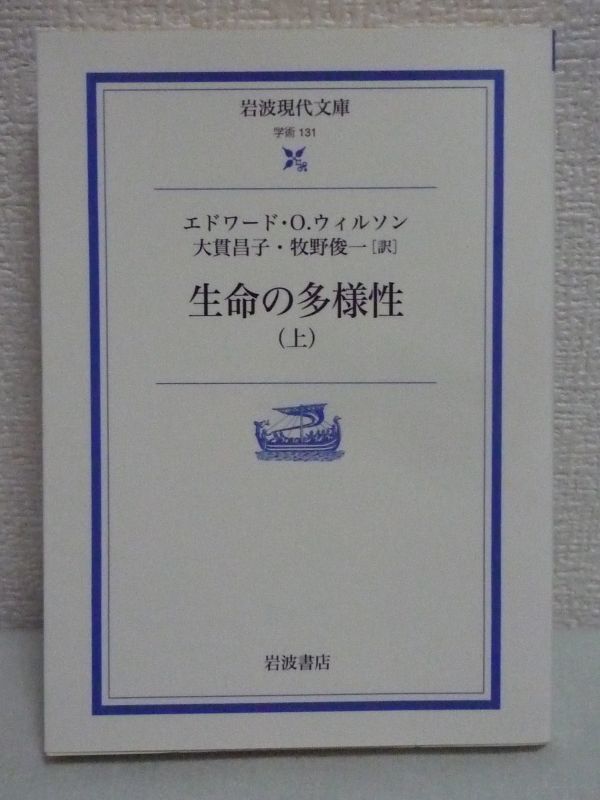 岩波現代文庫
学術 131
エドワード・O.ウィルソン
大貫昌子・牧野俊一[訳]
生命の多様性
(上)
岩波書店